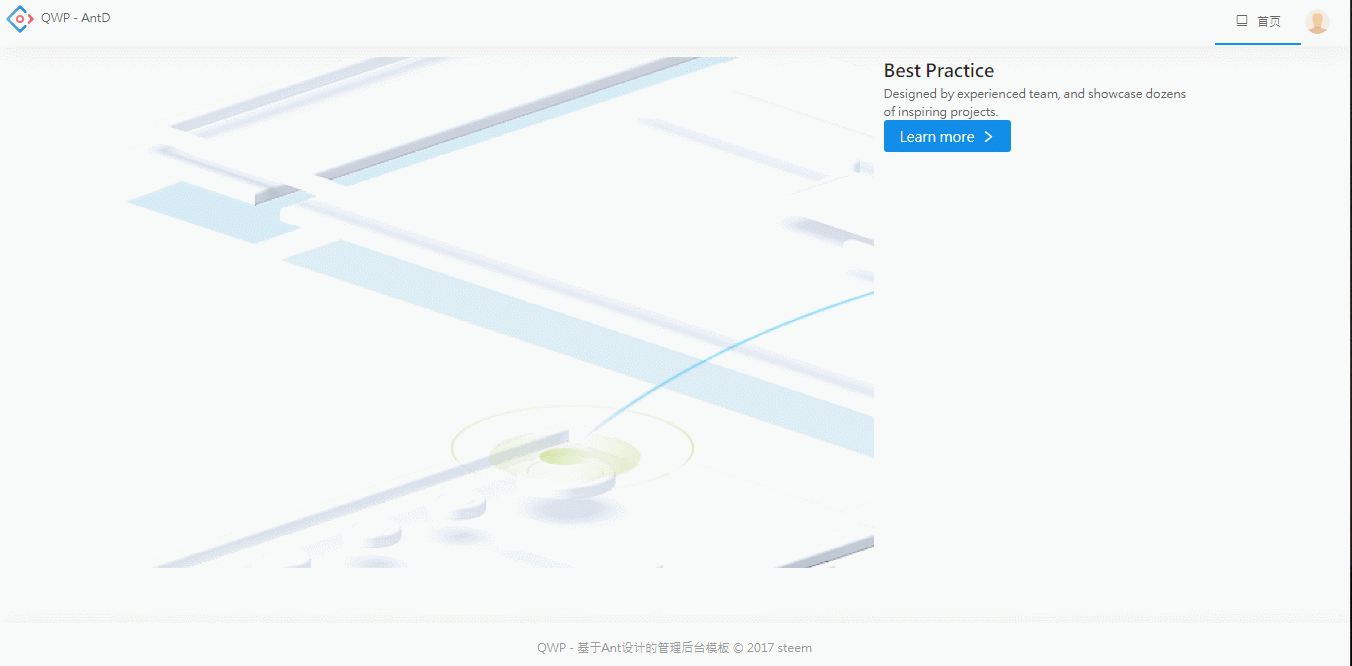 QWP - AntD
首页
Best Practice
Designed by experienced team, and showcase dozens
of inspiring projects.
Learn more
QWP - 基于Ant设计的管理后台模板 © 2017 steem